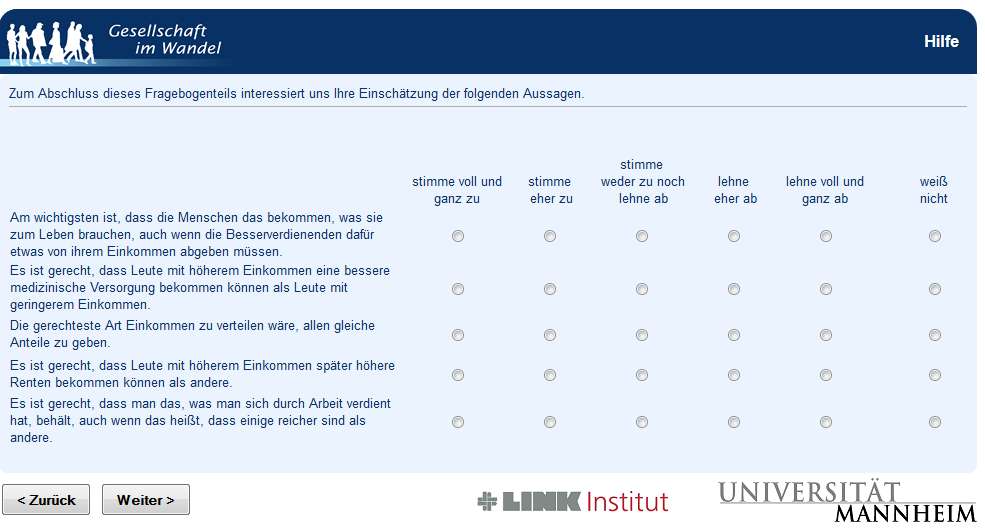 Gesellschaft
im Wandel
Hilfe
Zum Abschluss dieses Fragebogenteils interessiert uns Ihre Einschätzung der folgenden Aussagen.
stimme
stimme voll und stimme weder zu noch lehne lehne voll und weiß
ganz zu eher zu lehne ab eher ab ganz ab nicht
Am wichtigsten ist, dass die Menschen das bekommen, was sie
zum Leben brauchen, auch wenn die Besserverdienenden dafür
etwas von ihrem Einkommen abgeben müssen.
Es ist gerecht, dass Leute mit höherem Einkommen eine bessere
medizinische Versorgung bekommen können als Leute mit
geringerem Einkommen.
Die gerechteste Art Einkommen zu verteilen wäre, allen gleiche
Anteile zu geben.
Es ist gerecht, dass Leute mit höherem Einkommen später höhere
Renten bekommen können als andere.
Es ist gerecht, dass man das, was man sich durch Arbeit verdient
hat, behält, auch wenn das heißt, dass einige reicher sind als
andere.
< Zurück Weiter >
LINK Institut
UNIVERSITÄT
MANNHEIM